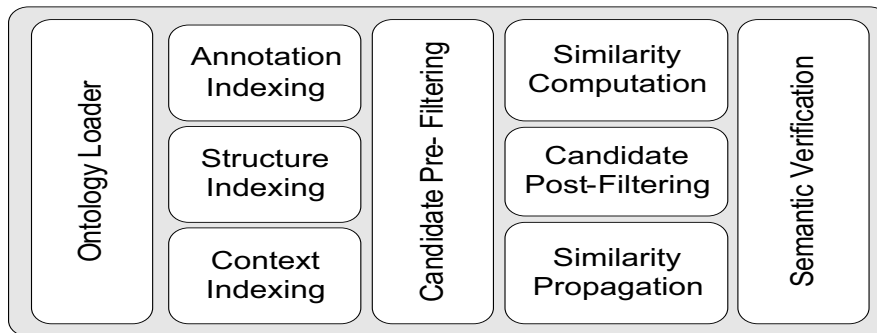 Ontology Loader
Annotation
Indexing
Structure
Indexing
Context
Indexing
Candidate Pre- Filtering
Similarity
Computation
Candidate
Post-Filtering
Similarity
Propagation
Semantic Verification